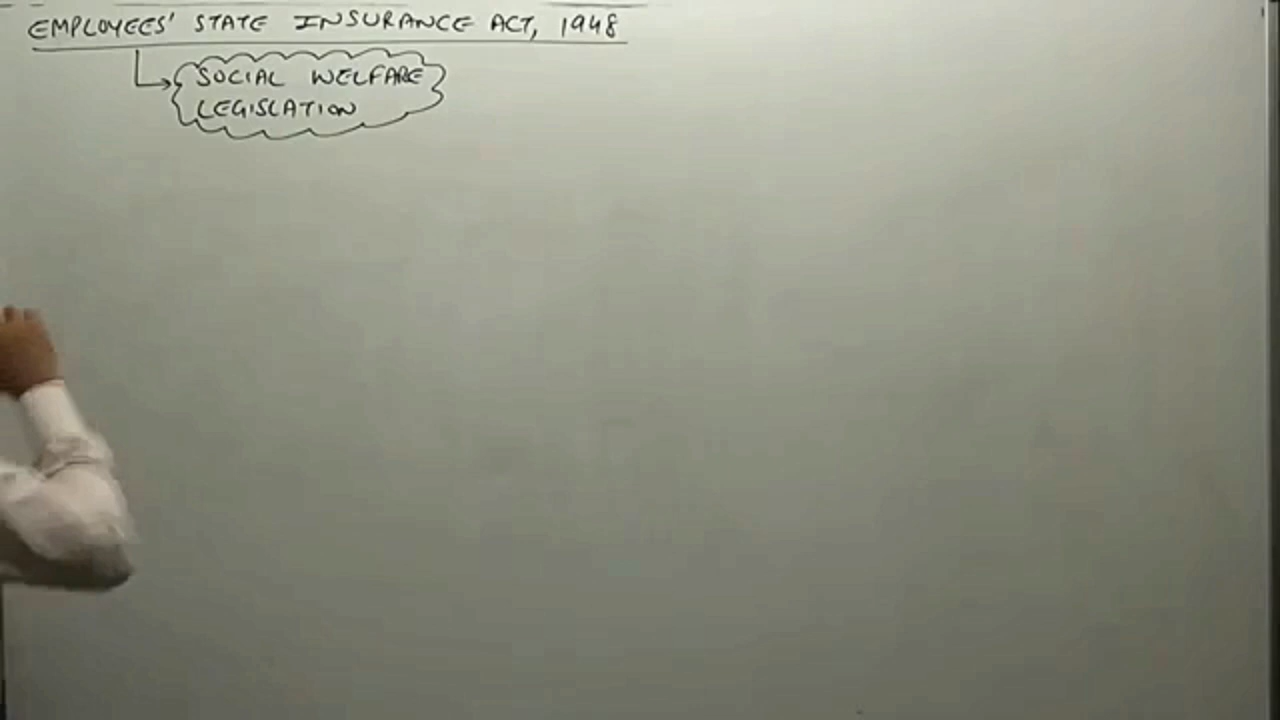 EMPLOYEES' STATE INSURANCE ACT, 1948
SOCIAL WELFARE
LEGISLATION